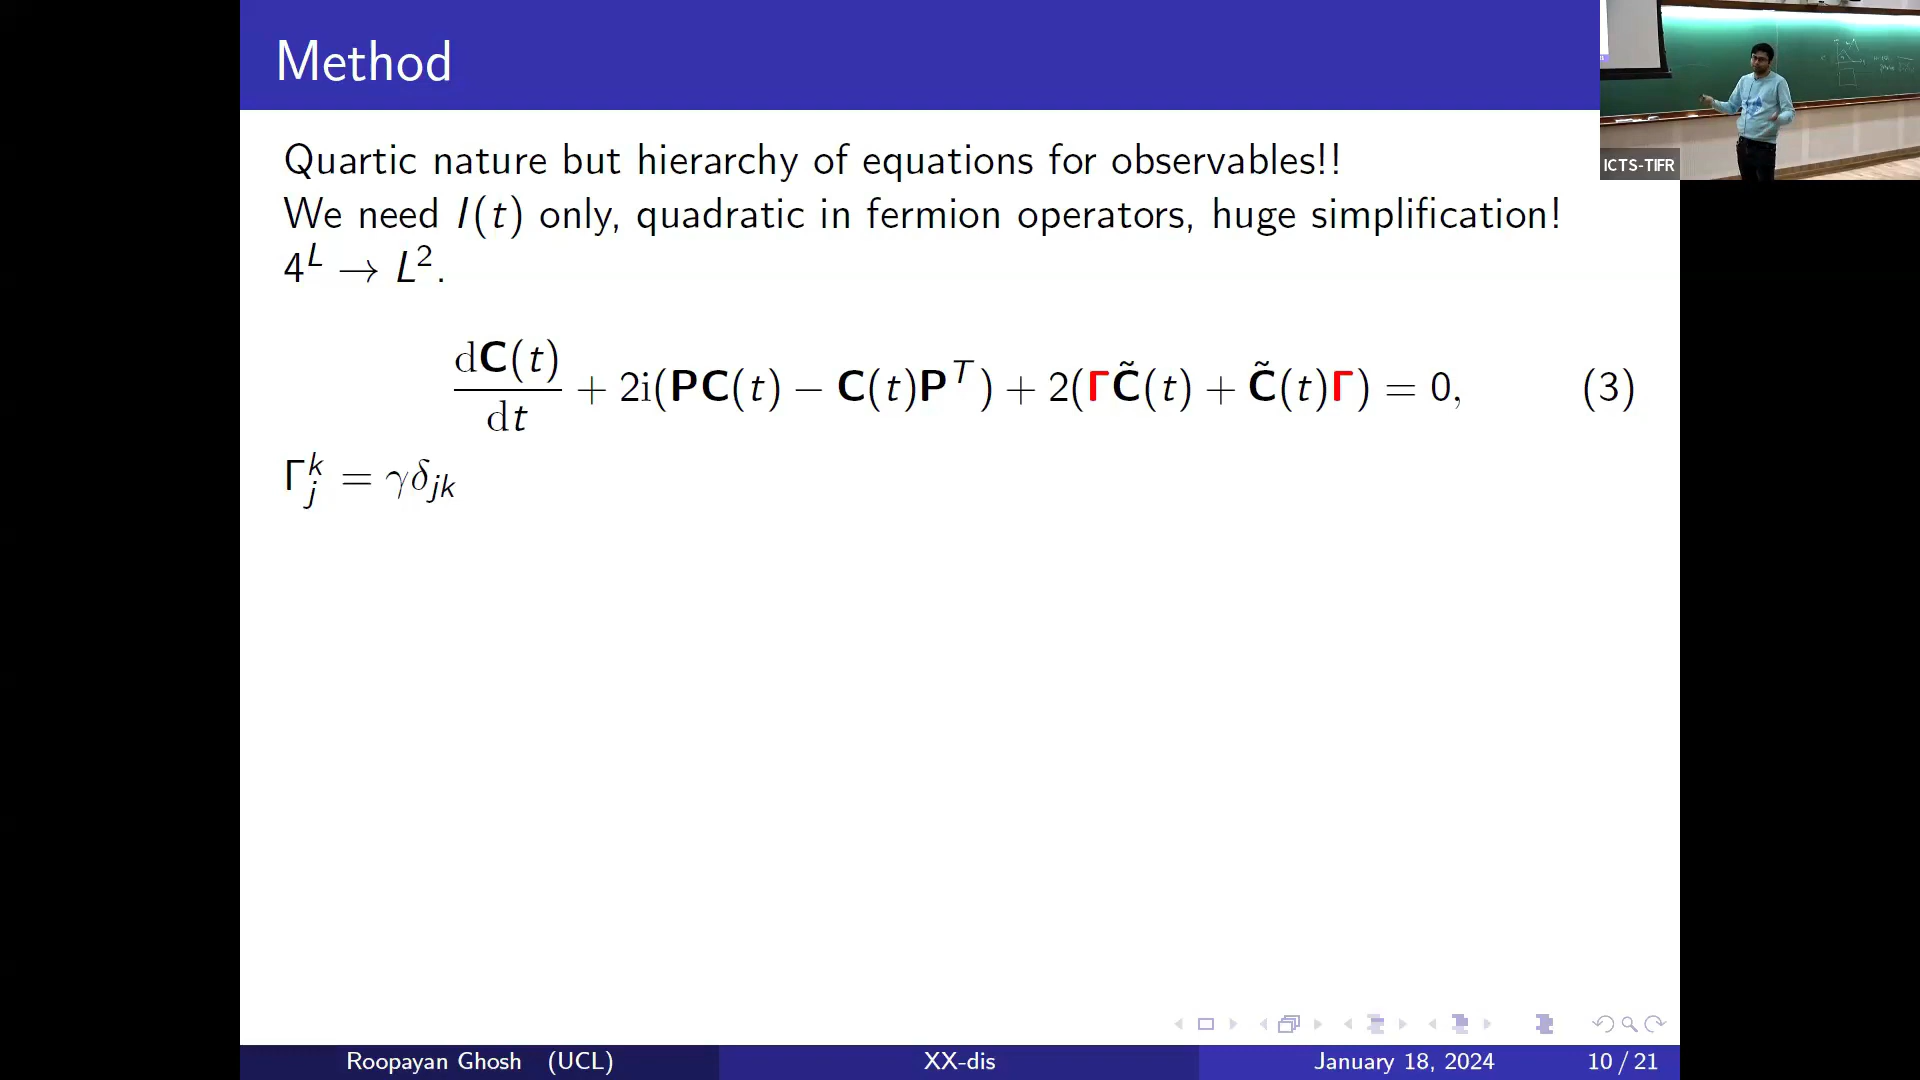 Method
Quartic nature but hierarchy of equations for observables!!
We need I(t) only, quadratic in fermion operators, huge simplification!
4^L → L^2.
dC(t)/dt + 2i(PC(t) − C(t)P^T) + 2(ΓC̃(t) + C̃(t)Γ) = 0, (3)
Γ_j^k = γδ_jk
ICTS-TIFR
Roopayan Ghosh (UCL) XX-dis January 18, 2024 10 / 21